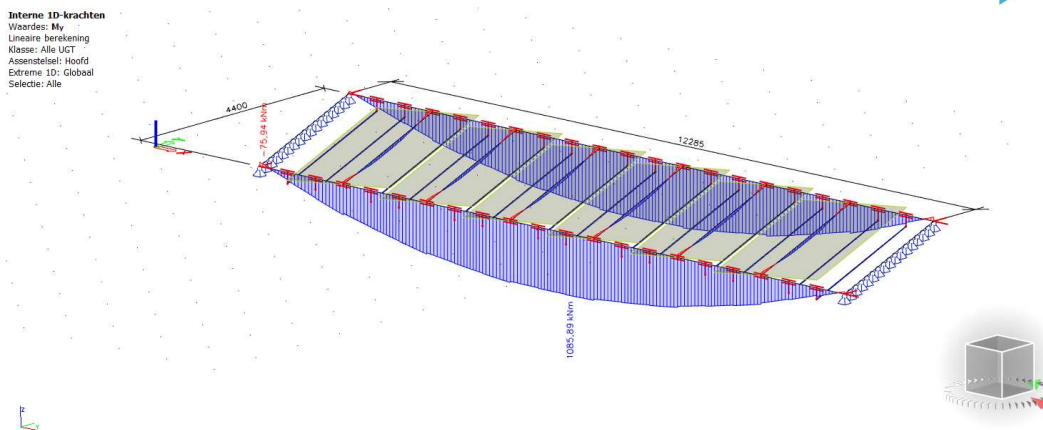 Interne 1D-krachten
Waardes: My
Lineaire berekening
Klasse: Alle UGT
Assenstelsel: Hoofd
Extreme 1D: Globaal
Selectie: Alle
4400
-75,94 kNm
12285
1085,89 kNm
z